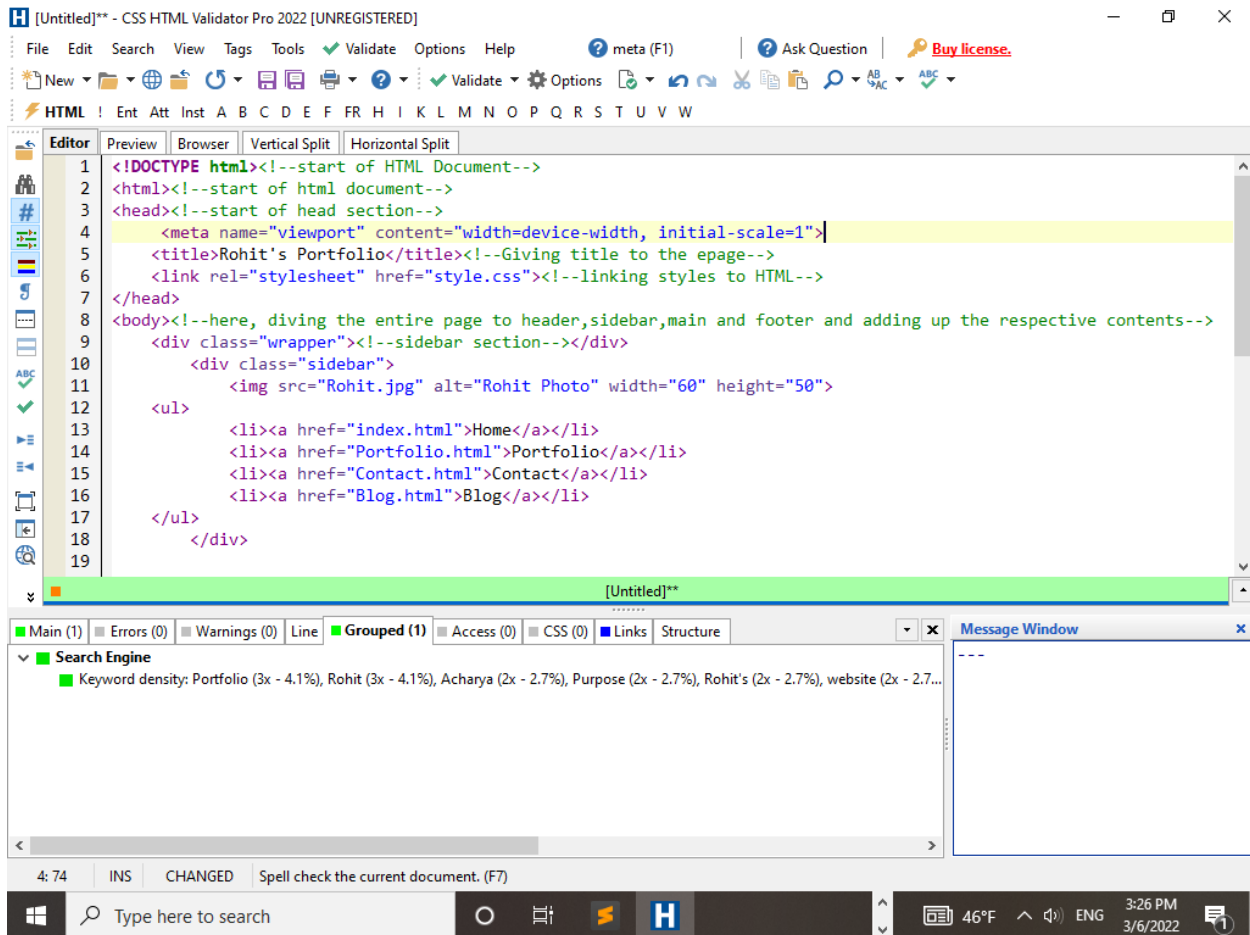 [Untitled]** - CSS HTML Validator Pro 2022 [UNREGISTERED]
File Edit Search View Tags Tools Validate Options Help meta (F1) Ask Question Buy license.
New Validate Options
HTML ! Ent Att Inst A B C D E F FR H I K L M N O P Q R S T U V W
Editor Preview Browser Vertical Split Horizontal Split
1 <!DOCTYPE html><!--start of HTML Document-->
2 <html><!--start of html document-->
3 <head><!--start of head section-->
4 <meta name="viewport" content="width=device-width, initial-scale=1">
5 <title>Rohit's Portfolio</title><!--Giving title to the epage-->
6 <link rel="stylesheet" href="style.css"><!--linking styles to HTML-->
7 </head>
8 <body><!--here, diving the entire page to header,sidebar,main and footer and adding up the respective contents-->
9 <div class="wrapper"><!--sidebar section--></div>
10 <div class="sidebar">
11 <img src="Rohit.jpg" alt="Rohit Photo" width="60" height="50">
12 <ul>
13 <li><a href="index.html">Home</a></li>
14 <li><a href="Portfolio.html">Portfolio</a></li>
15 <li><a href="Contact.html">Contact</a></li>
16 <li><a href="Blog.html">Blog</a></li>
17 </ul>
18 </div>
19
[Untitled]**
Main (1) Errors (0) Warnings (0) Line Grouped (1) Access (0) CSS (0) Links Structure
Message Window
Search Engine
---
Keyword density: Portfolio (3x - 4.1%), Rohit (3x - 4.1%), Acharya (2x - 2.7%), Purpose (2x - 2.7%), Rohit's (2x - 2.7%), website (2x - 2.7...
4: 74 INS CHANGED Spell check the current document. (F7)
Type here to search
46°F ENG
3:26 PM
3/6/2022
1